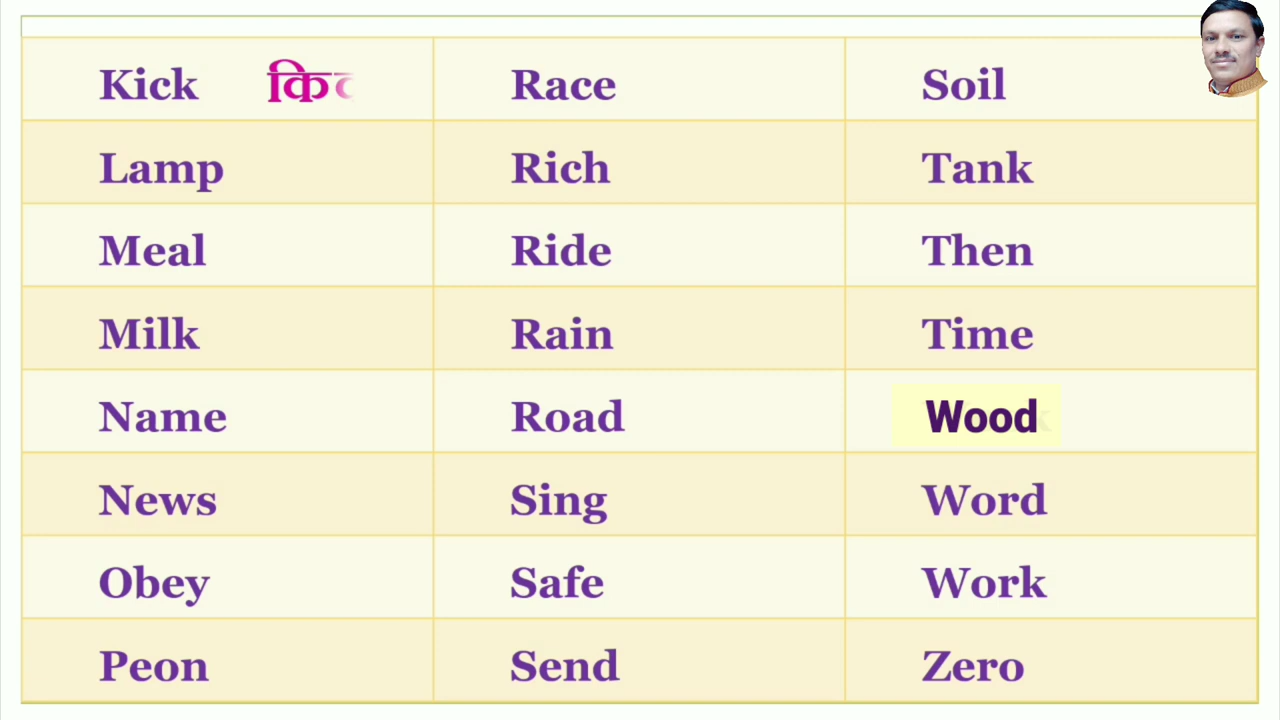 Kick कि Race Soil
Lamp Rich Tank
Meal Ride Then
Milk Rain Time
Name Road Wood
News Sing Word
Obey Safe Work
Peon Send Zero